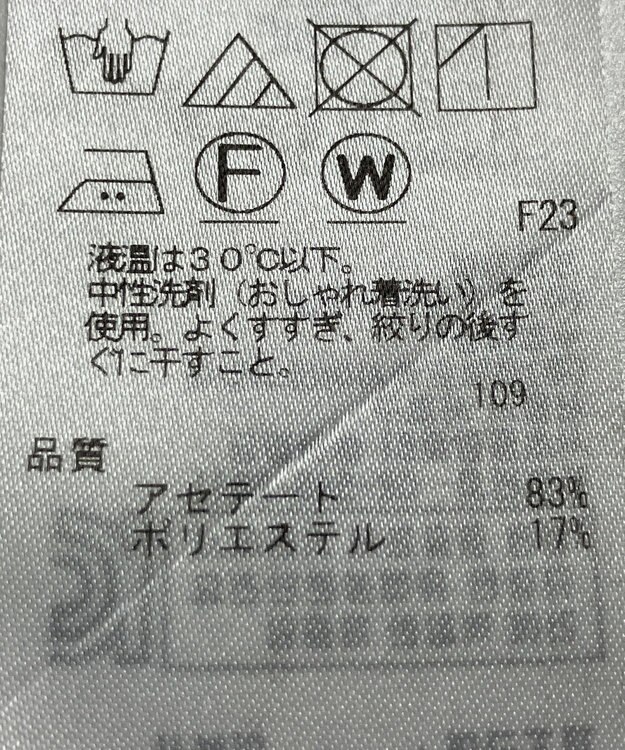 F W
F23
液温は３０℃以下。
中性洗剤（おしゃれ着洗い）を
使用。よくすすぎ、絞りの後す
ぐに干すこと。
109
品質
アセテート 83%
ポリエステル 17%